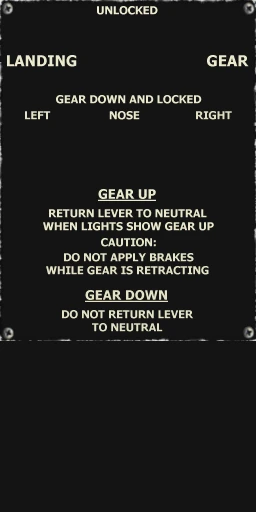 UNLOCKED
LANDING GEAR
GEAR DOWN AND LOCKED
LEFT NOSE RIGHT
GEAR UP
RETURN LEVER TO NEUTRAL
WHEN LIGHTS SHOW GEAR UP
CAUTION:
DO NOT APPLY BRAKES
WHILE GEAR IS RETRACTING
GEAR DOWN
DO NOT RETURN LEVER
TO NEUTRAL